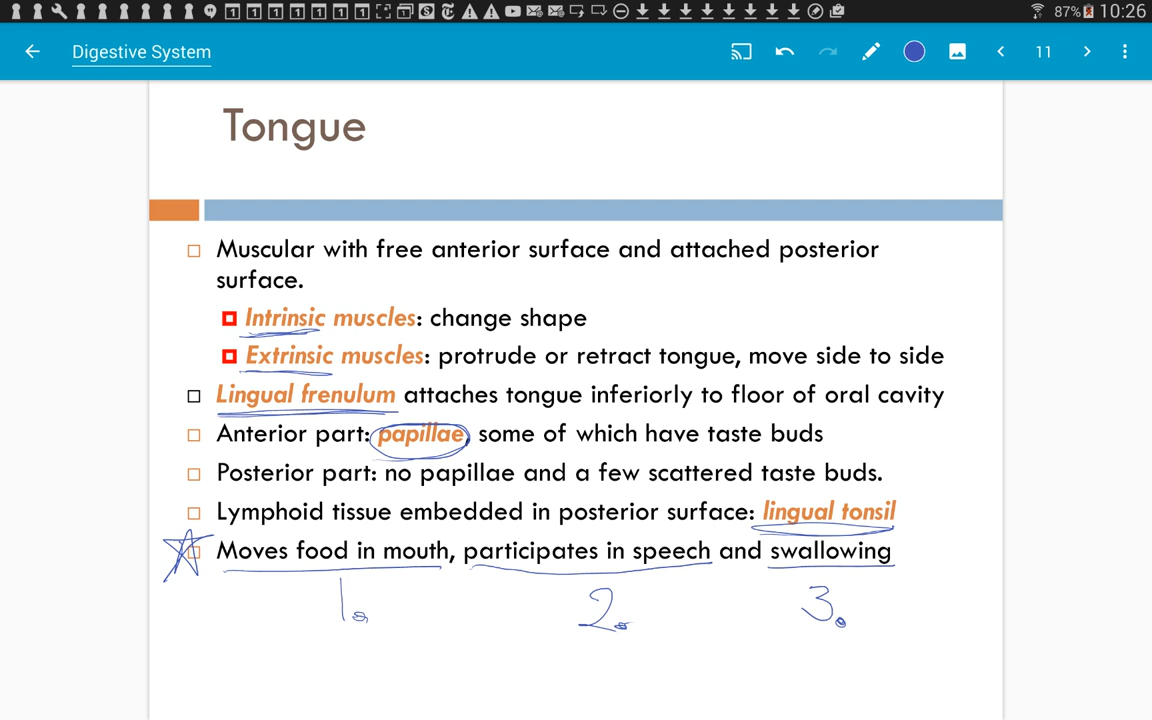 87% 10:26
Digestive System 11
Tongue
Muscular with free anterior surface and attached posterior
surface.
Intrinsic muscles: change shape
Extrinsic muscles: protrude or retract tongue, move side to side
Lingual frenulum attaches tongue inferiorly to floor of oral cavity
Anterior part: papillae, some of which have taste buds
Posterior part: no papillae and a few scattered taste buds.
Lymphoid tissue embedded in posterior surface: lingual tonsil
Moves food in mouth, participates in speech and swallowing
1. 2. 3.